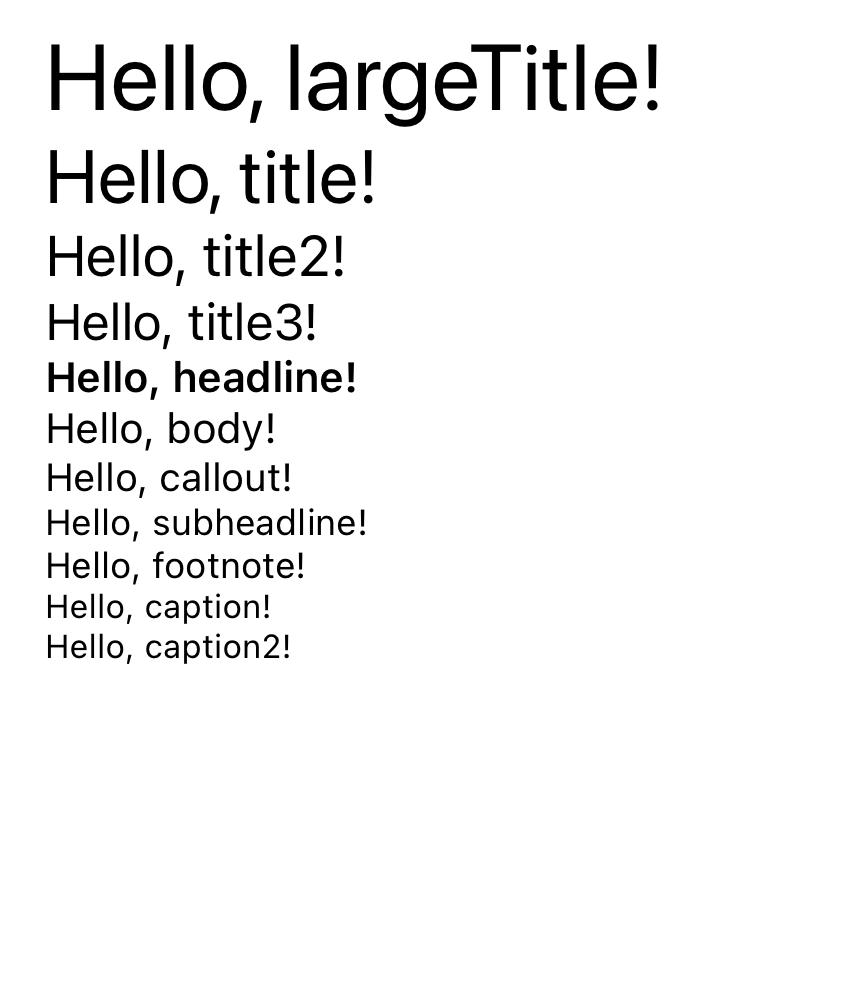 Hello, largeTitle!
Hello, title!
Hello, title2!
Hello, title3!
Hello, headline!
Hello, body!
Hello, callout!
Hello, subheadline!
Hello, footnote!
Hello, caption!
Hello, caption2!